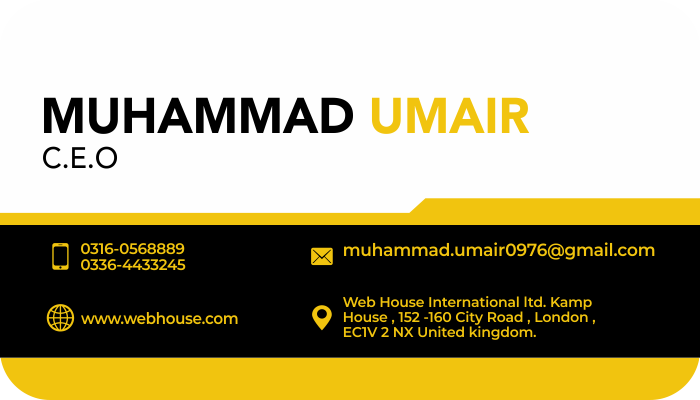 MUHAMMAD UMAIR
C.E.O
0316-0568889
0336-4433245
muhammad.umair0976@gmail.com
www.webhouse.com
Web House International ltd. Kamp
House , 152 -160 City Road , London ,
EC1V 2 NX United kingdom.